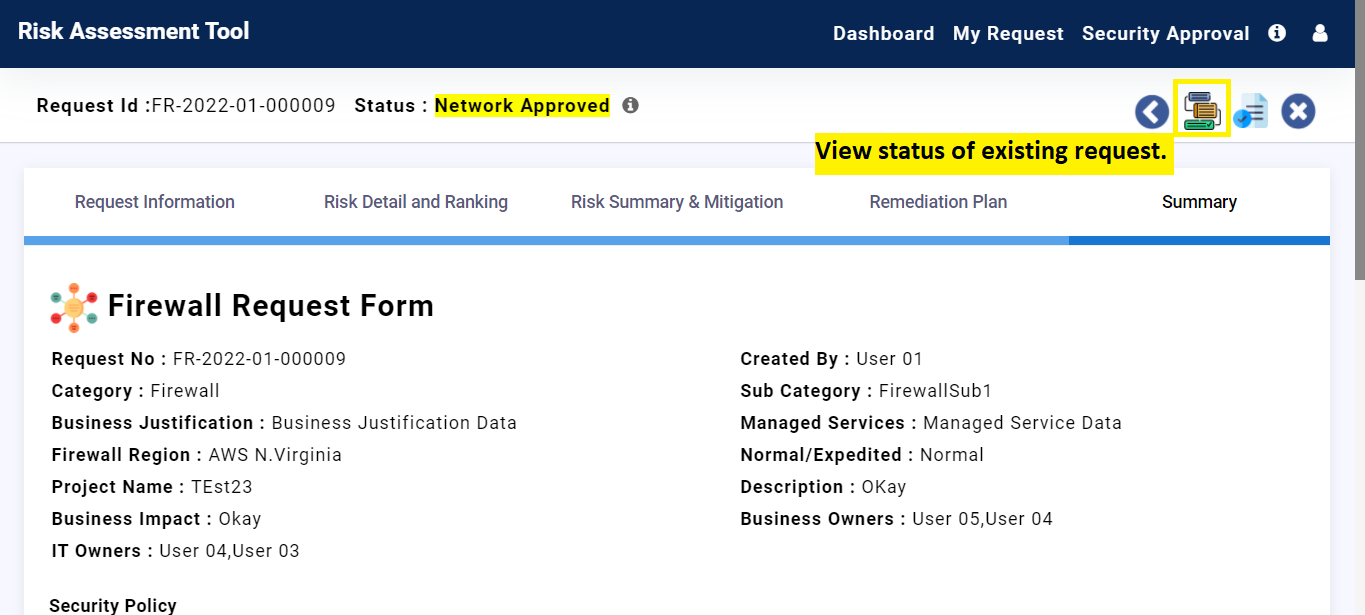 Risk Assessment Tool
Dashboard My Request Security Approval
Request Id :FR-2022-01-000009 Status : Network Approved
View status of existing request.
Request Information Risk Detail and Ranking Risk Summary & Mitigation Remediation Plan Summary
Firewall Request Form
Request No : FR-2022-01-000009 Created By : User 01
Category : Firewall Sub Category : FirewallSub1
Business Justification : Business Justification Data Managed Services : Managed Service Data
Firewall Region : AWS N.Virginia Normal/Expedited : Normal
Project Name : TEst23 Description : OKay
Business Impact : Okay Business Owners : User 05,User 04
IT Owners : User 04,User 03
Security Policy